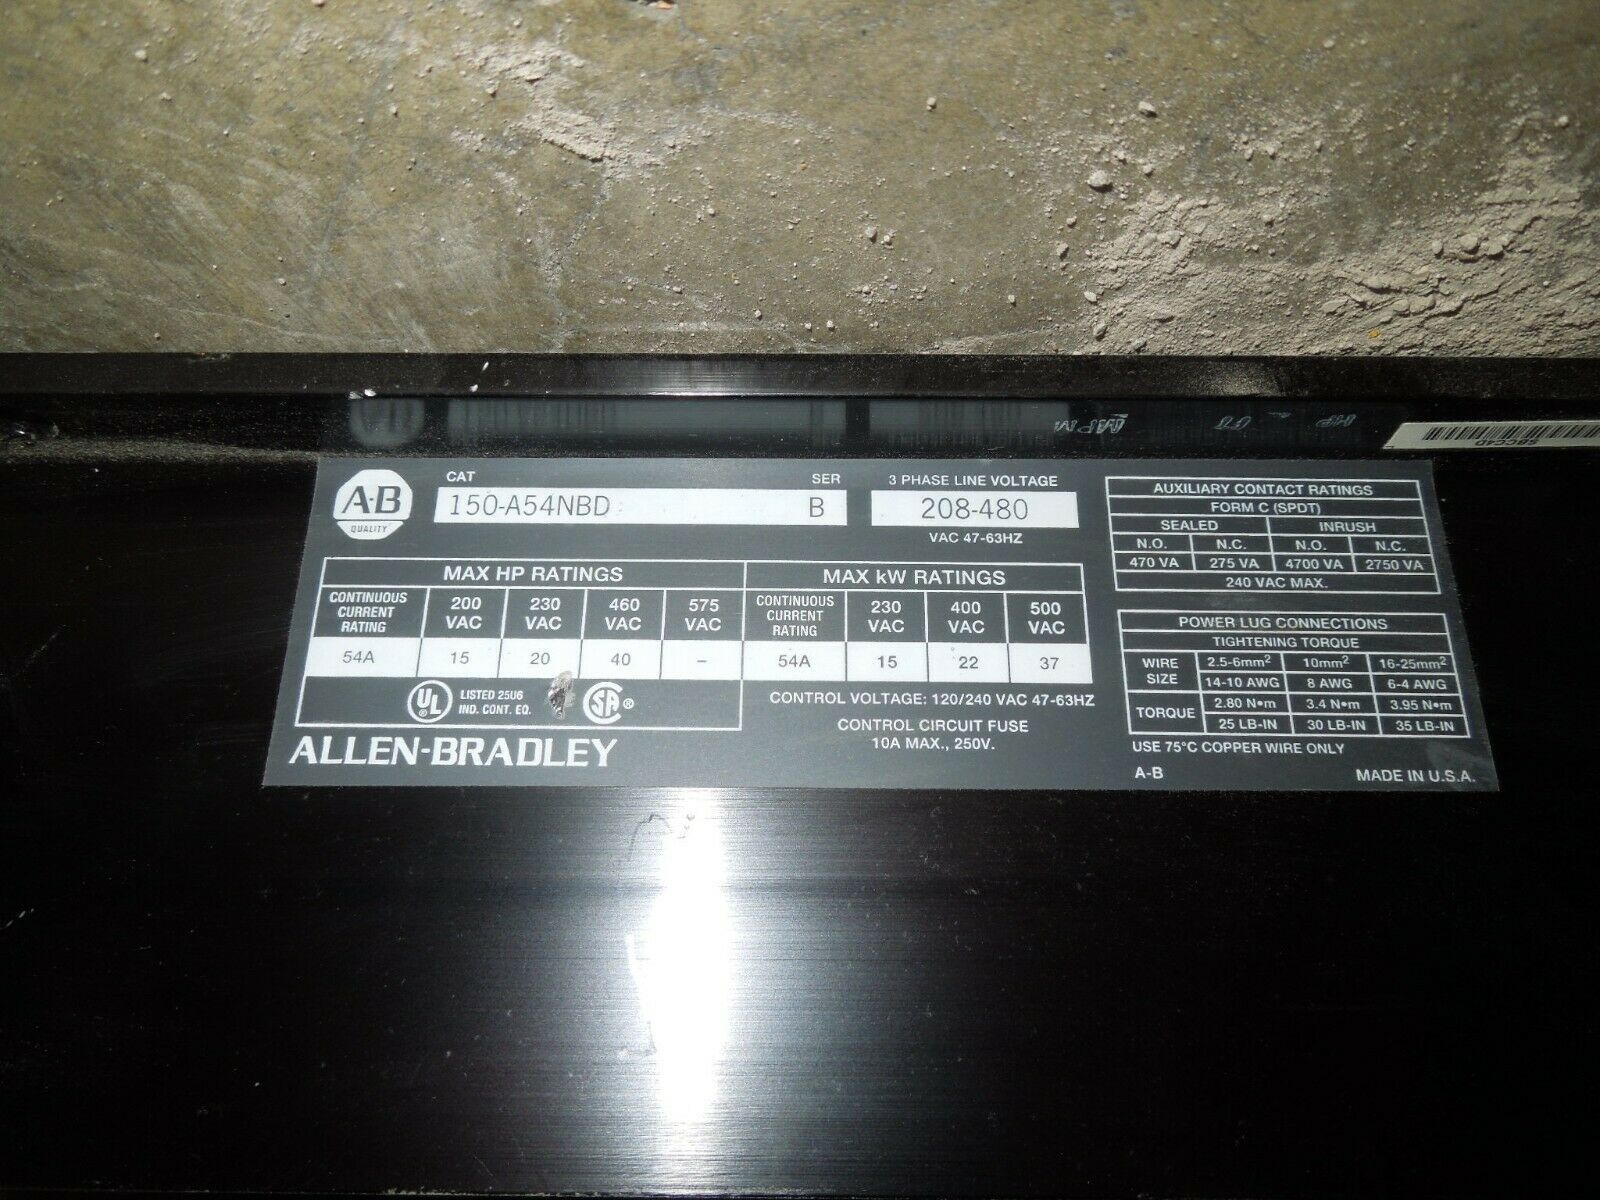 A-B
QUALITY
CAT
SER
150-A54NBD B
3 PHASE LINE VOLTAGE
208-480
VAC 47-63HZ
MAX HP RATINGS
CONTINUOUS CURRENT RATING 200 VAC 230 VAC 460 VAC 575 VAC
54A 15 20 40 –
MAX kW RATINGS
CONTINUOUS CURRENT RATING 230 VAC 400 VAC 500 VAC
54A 15 22 37
UL LISTED 25U6
IND. CONT. EQ.
SA ®
CONTROL VOLTAGE: 120/240 VAC 47-63HZ
CONTROL CIRCUIT FUSE
10A MAX., 250V.
ALLEN-BRADLEY
AUXILIARY CONTACT RATINGS
FORM C (SPDT)
SEALED INRUSH
N.O. N.C. N.O. N.C.
470 VA 275 VA 4700 VA 2750 VA
240 VAC MAX.
POWER LUG CONNECTIONS
TIGHTENING TORQUE
WIRE SIZE 2.5-6mm² 10mm² 16-25mm²
14-10 AWG 8 AWG 6-4 AWG
TORQUE 2.80 N•m 3.4 N•m 3.95 N•m
25 LB-IN 30 LB-IN 35 LB-IN
USE 75°C COPPER WIRE ONLY
A-B MADE IN U.S.A.